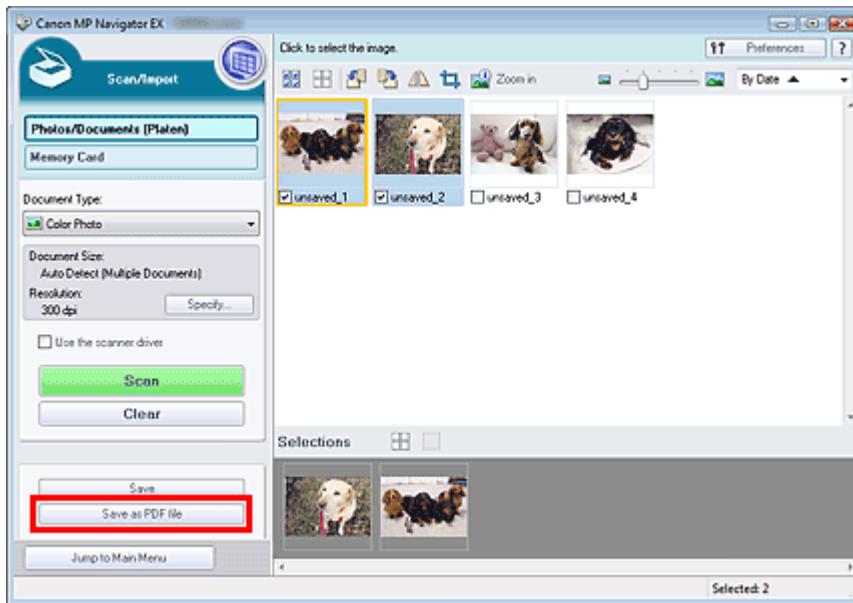 Canon MP Navigator EX
Scan/Import
Photos/Documents (Platen)
Memory Card
Document Type:
Color Photo
Document Size:
Auto Detect (Multiple Documents)
Resolution:
300 dpi
Specify...
Use the scanner driver
Scan
Clear
Save
Save as PDF file
Jump to Main Menu
Click to select the image.
Preferences
?
Zoom in
By Date
unsaved_1
unsaved_2
unsaved_3
unsaved_4
Selections
Selected: 2